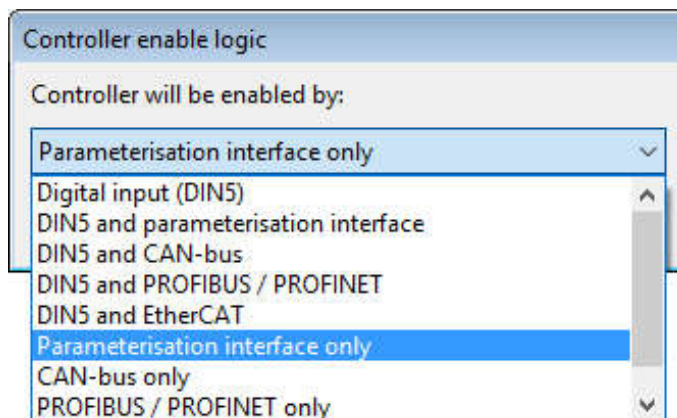 Controller enable logic
Controller will be enabled by:
Parameterisation interface only
Digital input (DIN5)
DIN5 and parameterisation interface
DIN5 and CAN-bus
DIN5 and PROFIBUS / PROFINET
DIN5 and EtherCAT
Parameterisation interface only
CAN-bus only
PROFIBUS / PROFINET only